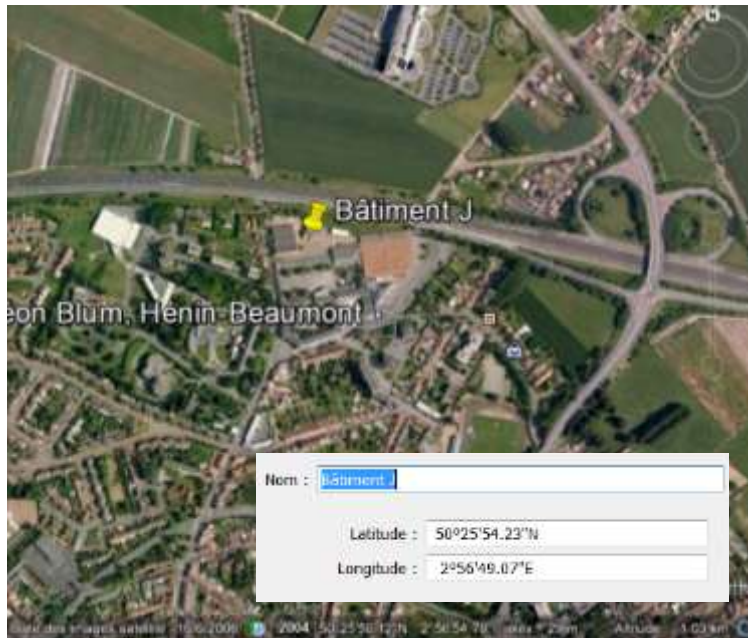 Bâtiment J
eon Blum, Henin Beaumont
Nom : Bâtiment J
Latitude : 50°25'54.23"N
Longitude : 2°56'49.07"E
2004